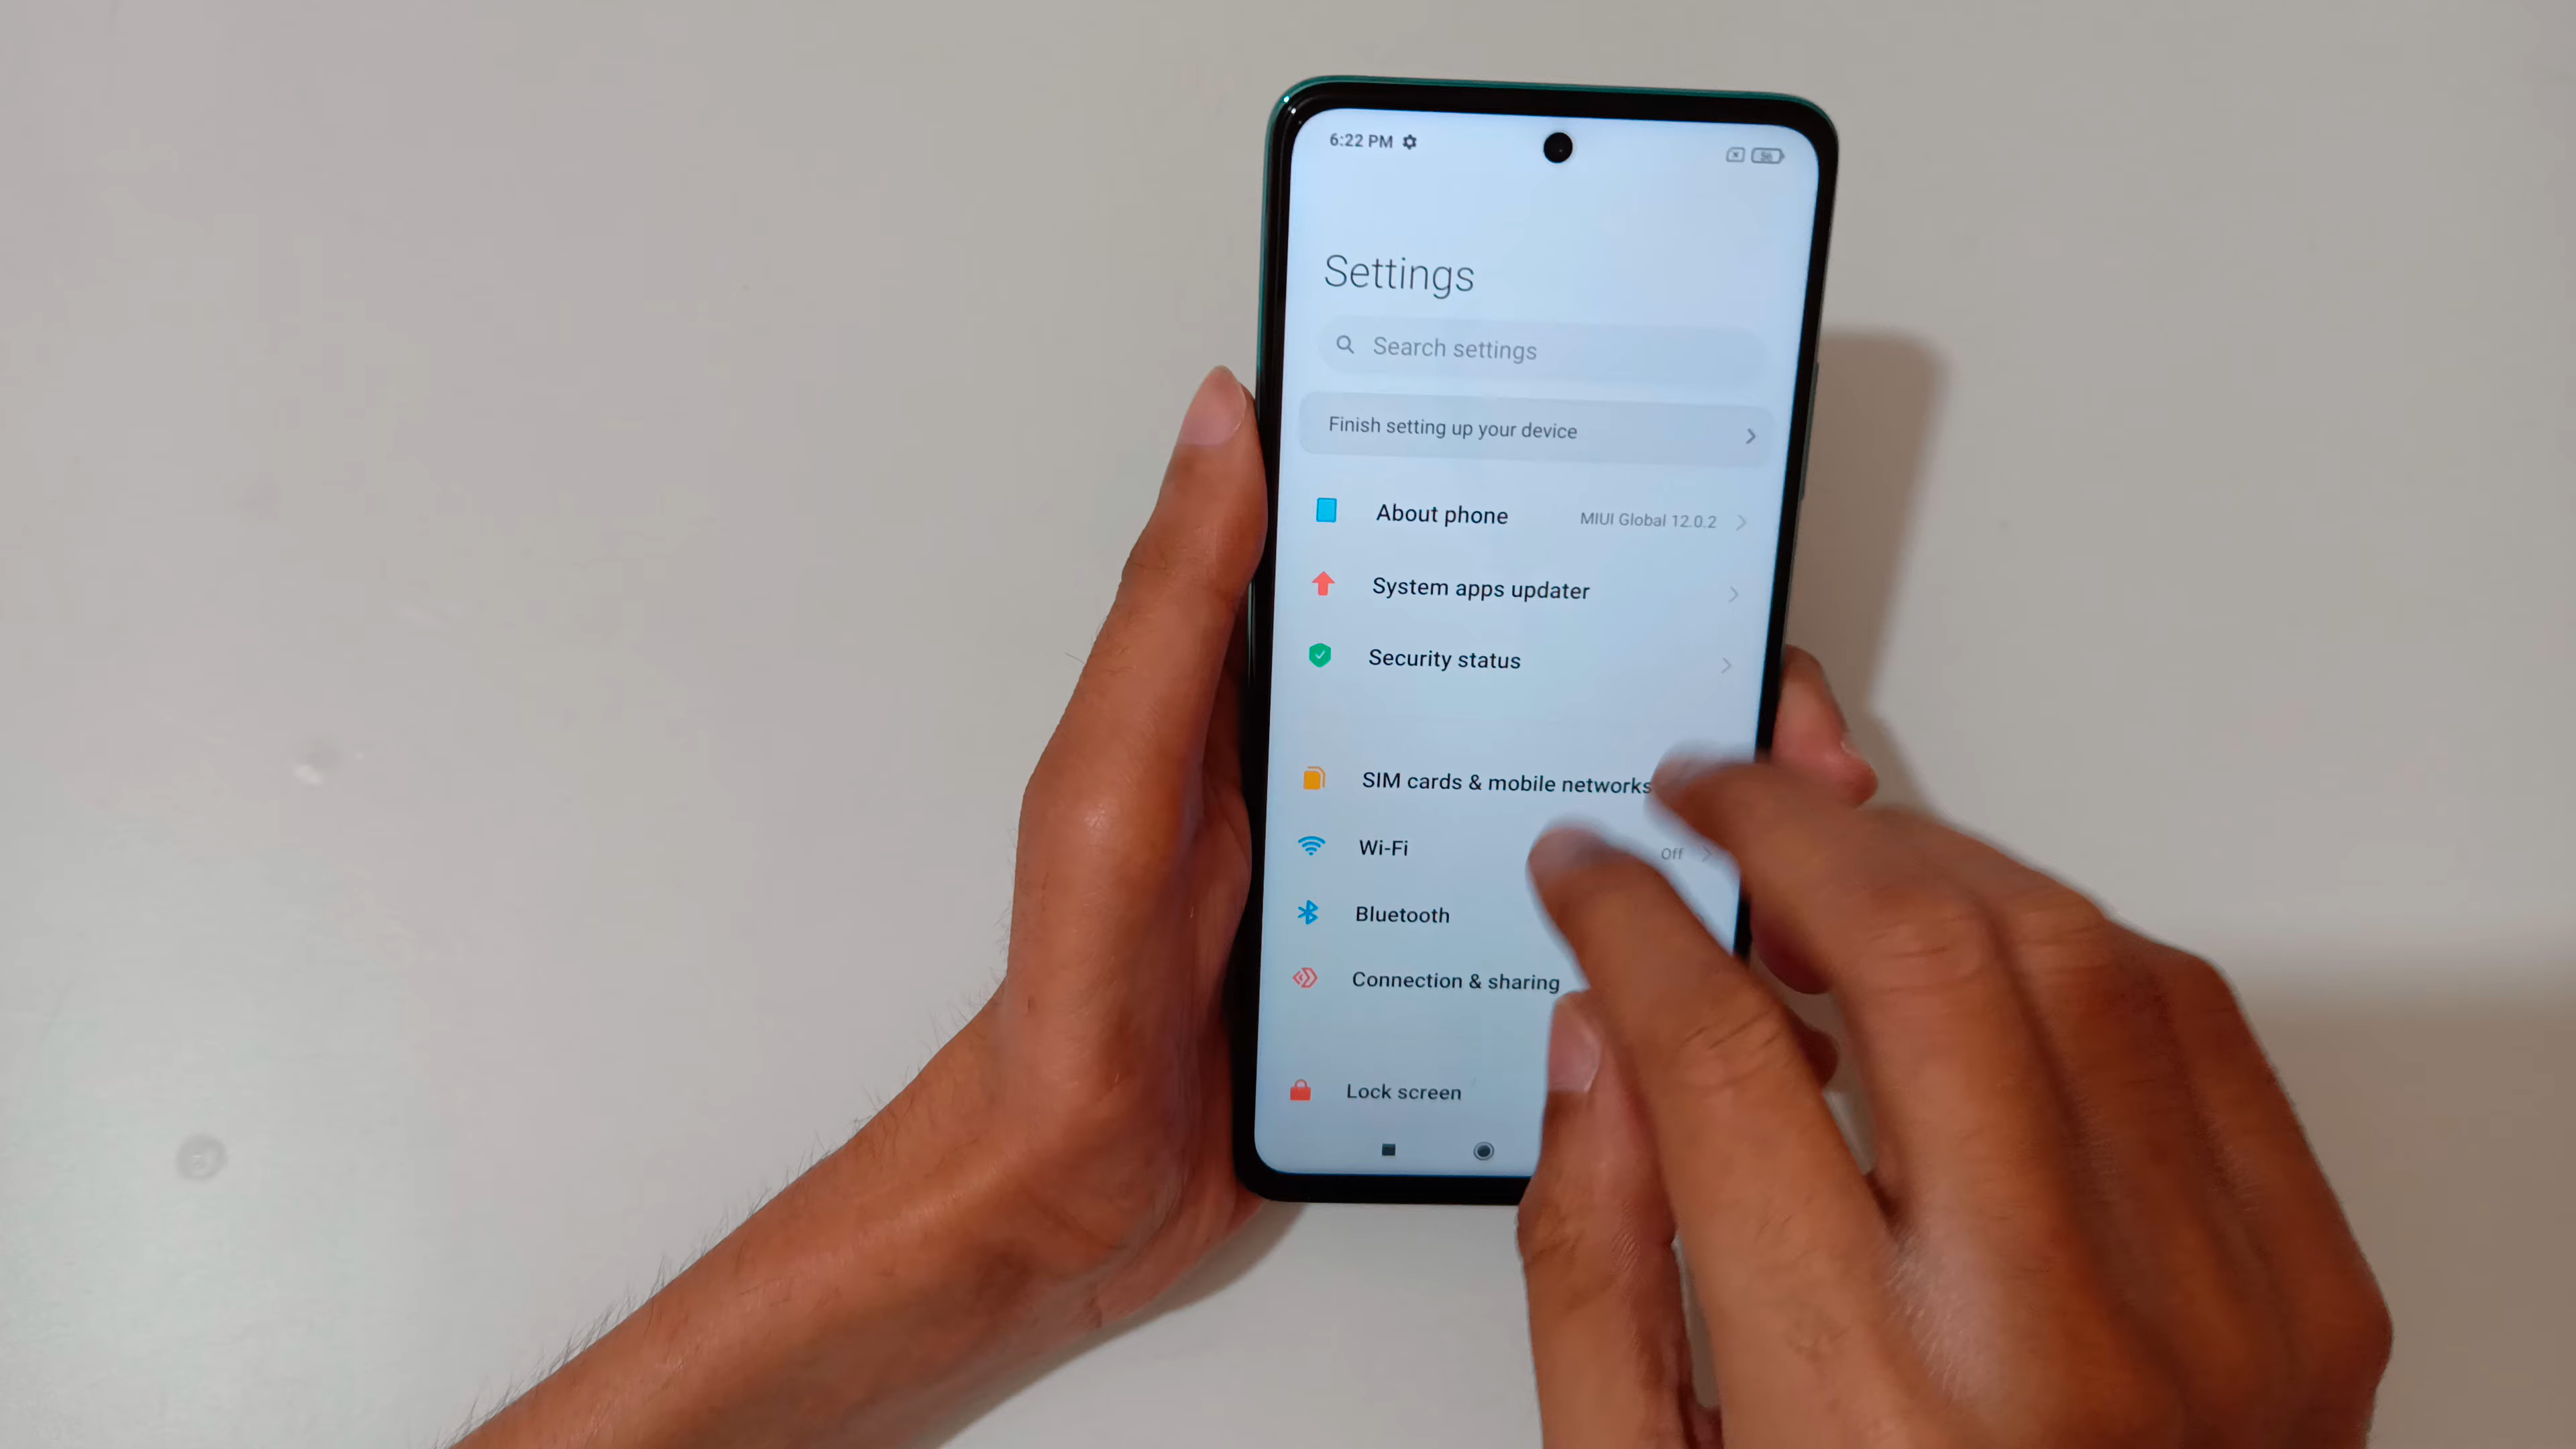 6:22 PM
56
Settings
Search settings
Finish setting up your device
About phone MIUI Global 12.0.2
System apps updater
Security status
SIM cards & mobile networks
Wi-Fi Off
Bluetooth
Connection & sharing
Lock screen